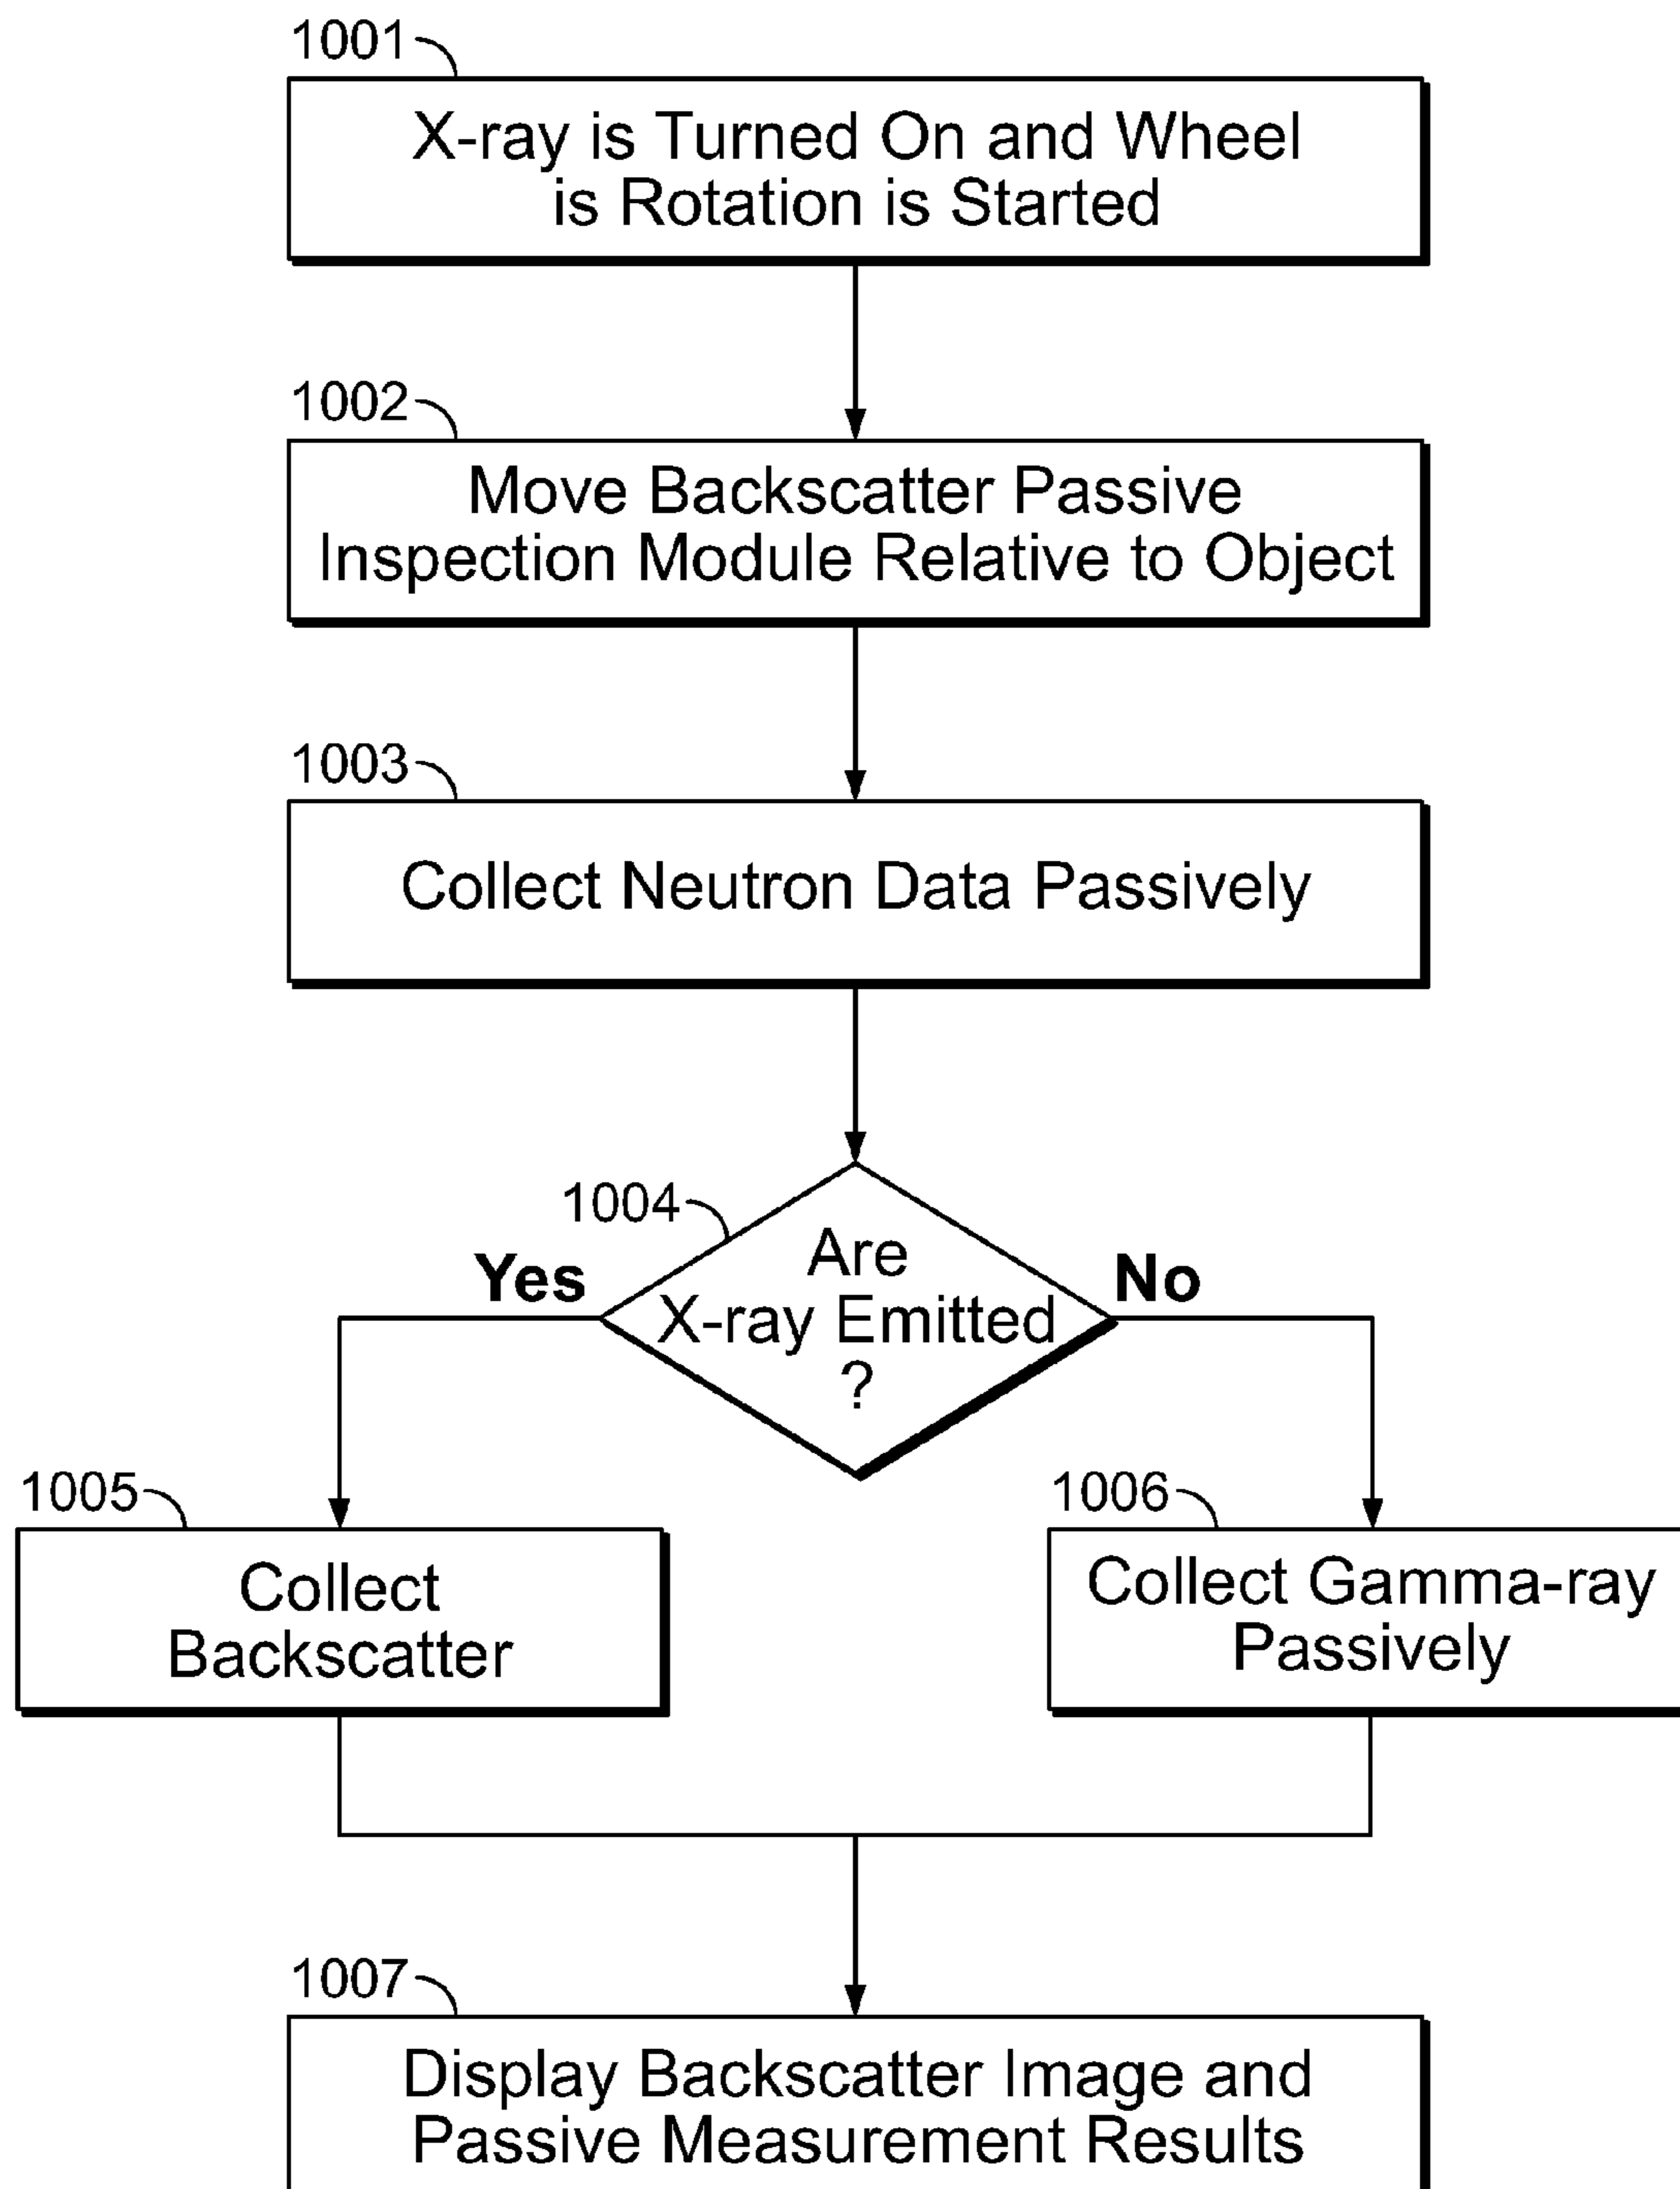 1001
X-ray is Turned On and Wheel
is Rotation is Started
1002
Move Backscatter Passive
Inspection Module Relative to Object
1003
Collect Neutron Data Passively
1004
Are
X-ray Emitted
?
Yes
No
1005
Collect
Backscatter
1006
Collect Gamma-ray
Passively
1007
Display Backscatter Image and
Passive Measurement Results